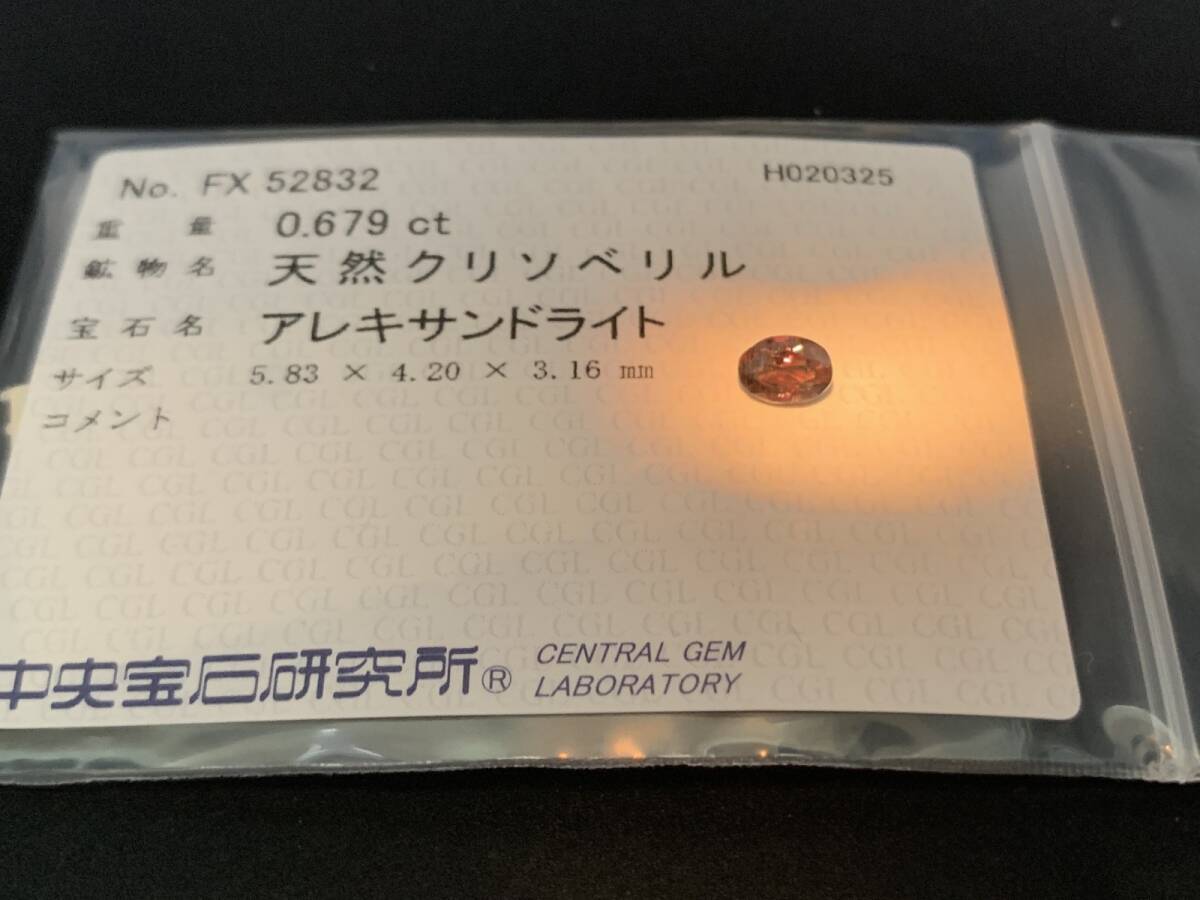 No. FX 52832 H020325
重量 0.679 ct
鉱物名 天然クリソベリル
宝石名 アレキサンドライト
サイズ 5.83 × 4.20 × 3.16 mm
コメント
中央宝石研究所® CENTRAL GEM
LABORATORY